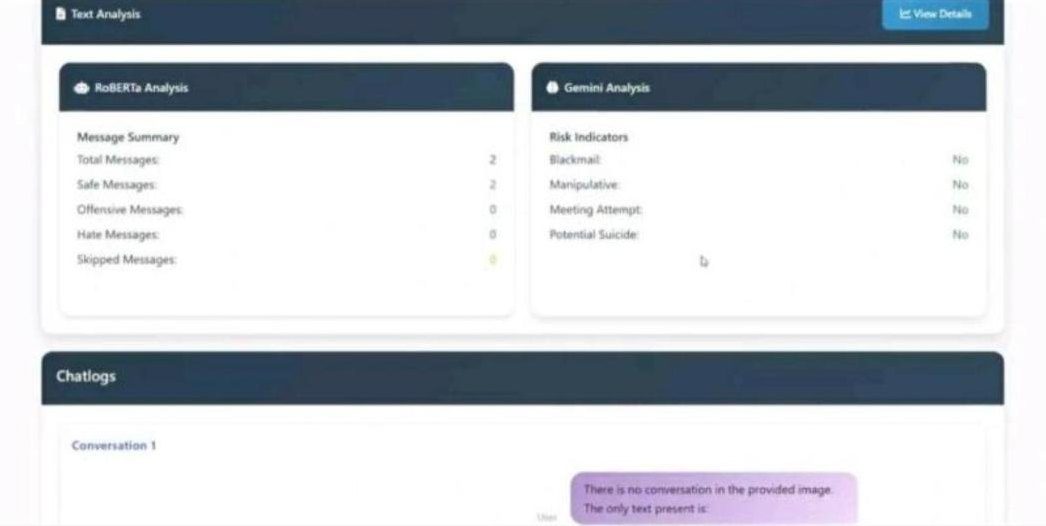 Text Analysis
View Details
RoBERTa Analysis
Message Summary
Total Messages: 2
Safe Messages: 2
Offensive Messages: 0
Hate Messages: 0
Skipped Messages: 0
Gemini Analysis
Risk Indicators
Blackmail: No
Manipulative: No
Meeting Attempt: No
Potential Suicide: No
Chatlogs
Conversation 1
There is no conversation in the provided image.
The only text present is:
User